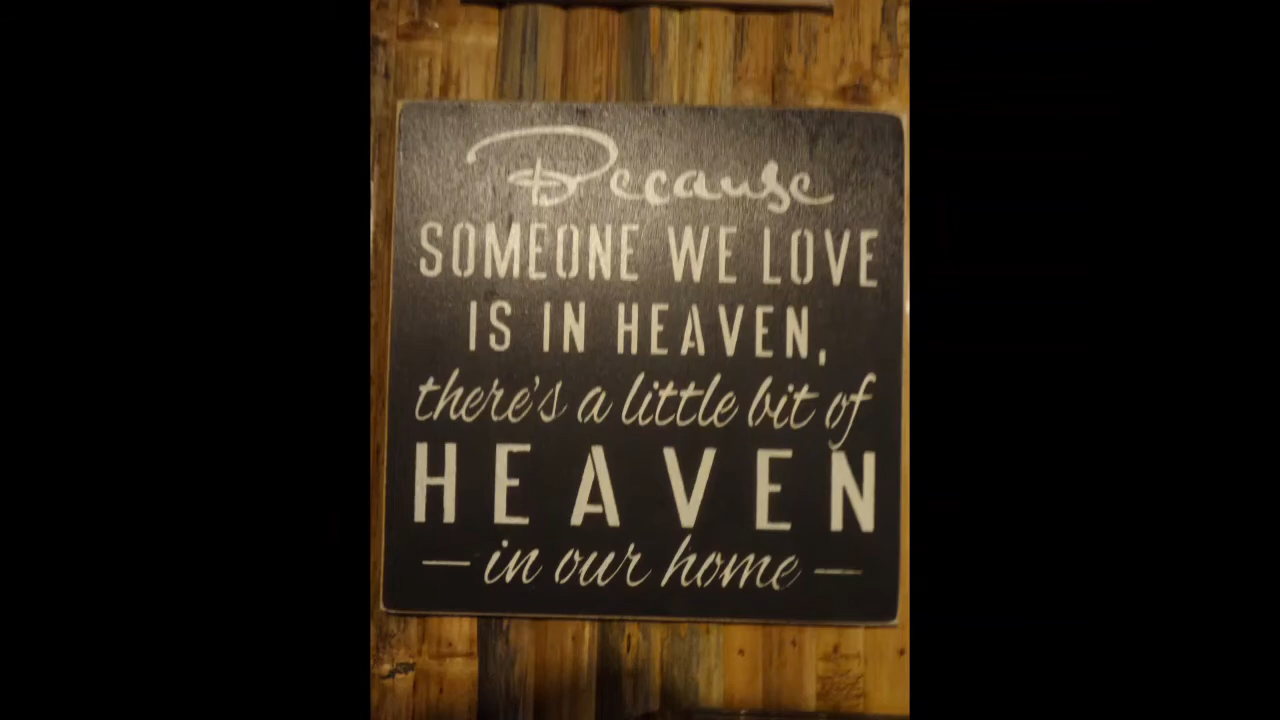 Because
SOMEONE WE LOVE
IS IN HEAVEN,
there's a little bit of
HEAVEN
— in our home —